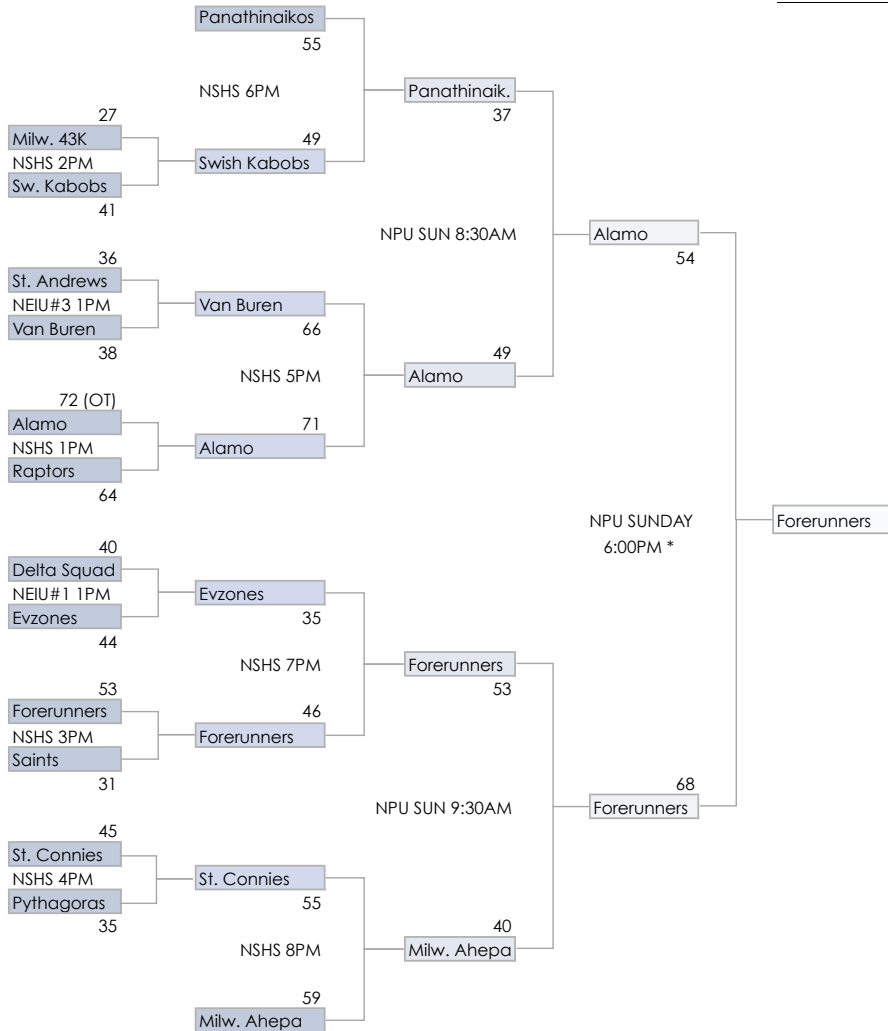 Panathinaikos
55
NSHS 6PM
Panathinaik.
37
27
Milw. 43K
NSHS 2PM
Sw. Kabobs
41
49
Swish Kabobs
NPU SUN 8:30AM
Alamo
54
36
St. Andrews
NEIU#3 1PM
Van Buren
38
Van Buren
66
NSHS 5PM
49
Alamo
72 (OT)
Alamo
NSHS 1PM
Raptors
64
71
Alamo
NPU SUNDAY
6:00PM *
Forerunners
40
Delta Squad
NEIU#1 1PM
Evzones
44
Evzones
35
NSHS 7PM
Forerunners
53
53
Forerunners
NSHS 3PM
Saints
31
46
Forerunners
NPU SUN 9:30AM
68
Forerunners
45
St. Connies
NSHS 4PM
Pythagoras
35
St. Connies
55
NSHS 8PM
40
Milw. Ahepa
59
Milw. Ahepa